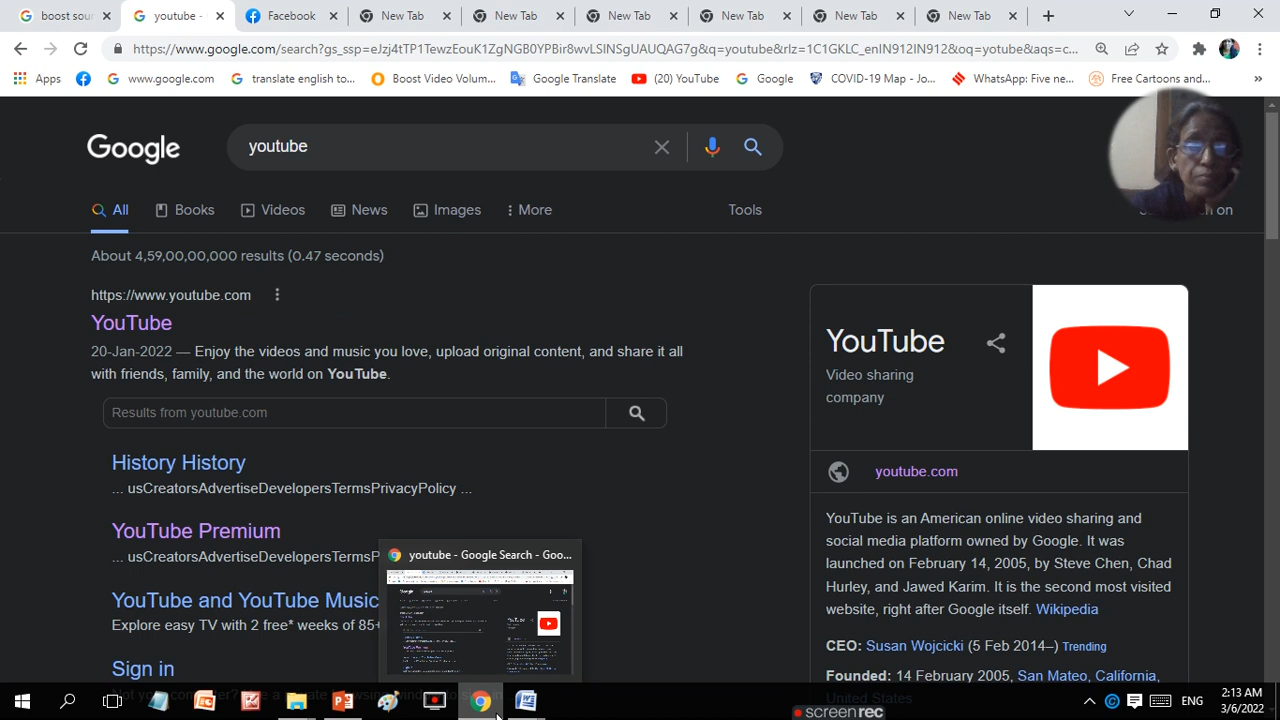 boost soun
youtube -
Facebook
New Tab
New Tab
New Tab
New Tab
New Tab
New Tab
https://www.google.com/search?gs_ssp=eJzj4tTP1TewzEouK1ZgNGB0YPBir8wvLSlNSgUAUQAG7g&q=youtube&rlz=1C1GKLC_enIN912IN912&oq=yotube&aqs=c...
Apps
www.google.com
translate english to...
Boost Video Volum...
Google Translate
(20) YouTube
Goog
COVID-19 Map - Jo...
WhatsApp: Five ne...
Free Cartoons and...
»
Google
youtube
All
Books
Videos
News
Images
More
Tools
on
About 4,59,00,00,000 results (0.47 seconds)
https://www.youtube.com
YouTube
20-Jan-2022 — Enjoy the videos and music you love, upload original content, and share it all
with friends, family, and the world on YouTube.
Results from youtube.com
History History
... usCreatorsAdvertiseDevelopersTermsPrivacyPolicy ...
YouTube Premium
... usCreatorsAdvertiseDevelopersTermsP
YouTube and YouTube Music
Explore easy TV with 2 free* weeks of 85+
Sign in
youtube - Google Search - Goo...
YouTube
Video sharing
company
youtube.com
YouTube is an American online video sharing and
social media platform owned by Google. It was
launched on February 14, 2005, by Steve Chen, Chad
Hurley, and Jawed Karim. It is the second most visited
website, right after Google itself. Wikipedia
CEO: Susan Wojcicki (5 Feb 2014–) Trending
Founded: 14 February 2005, San Mateo, California,
United States
ENG
2:13 AM
3/6/2022
screenrec